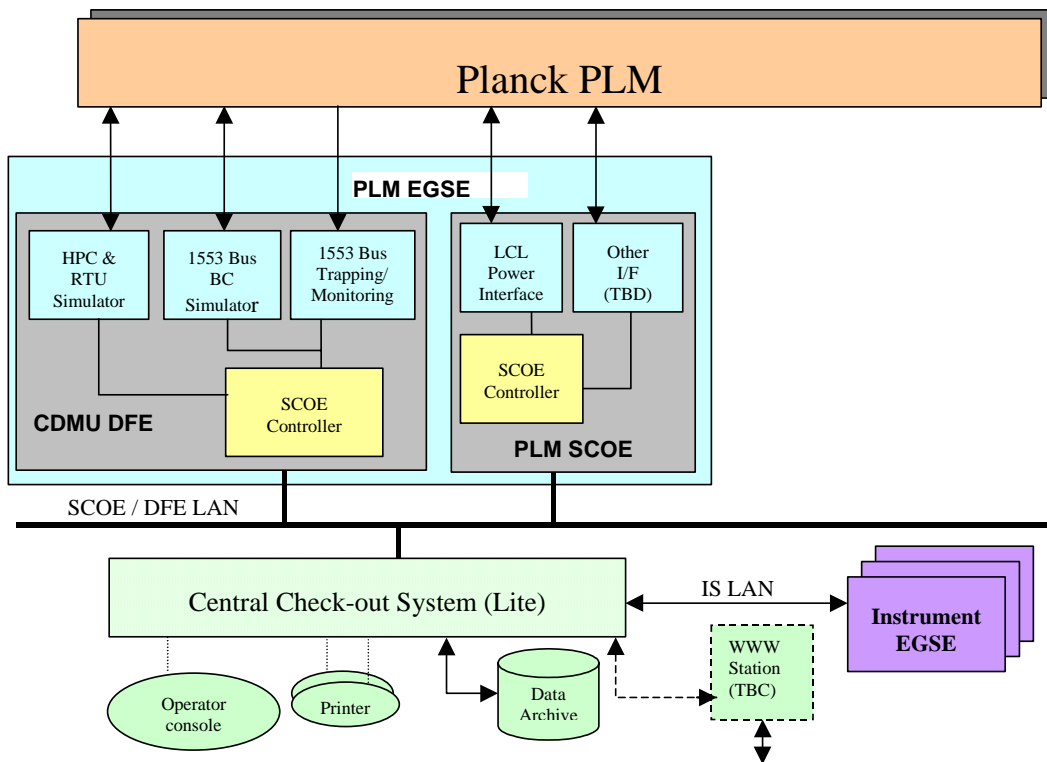 Planck PLM
PLM EGSE
HPC &
RTU
Simulator
1553 Bus
BC
Simulator
1553 Bus
Trapping/
Monitoring
LCL
Power
Interface
Other
I/F
(TBD)
SCOE
Controller
CDMU DFE
SCOE
Controller
PLM SCOE
SCOE / DFE LAN
Central Check-out System (Lite)
IS LAN
Instrument
EGSE
WWW
Station
(TBC)
Operator
console
Printer
Data
Archive